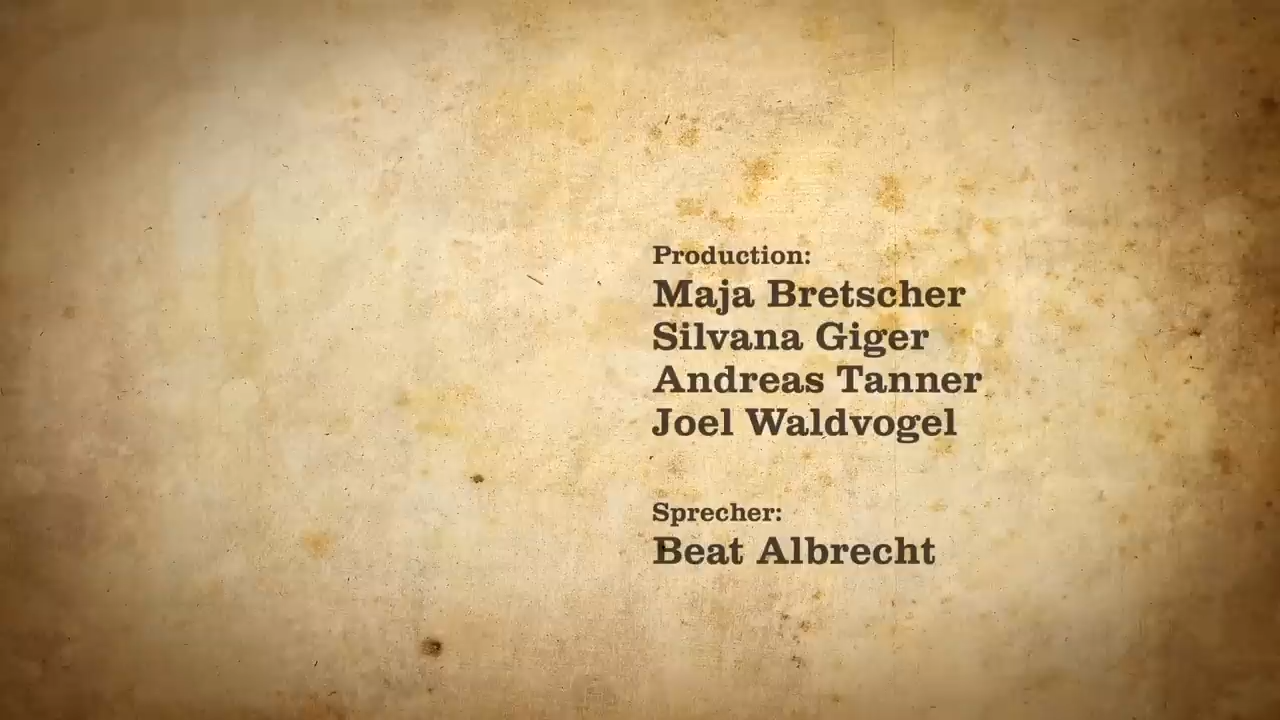 Production:
Maja Bretscher
Silvana Giger
Andreas Tanner
Joel Waldvogel
Sprecher:
Beat Albrecht